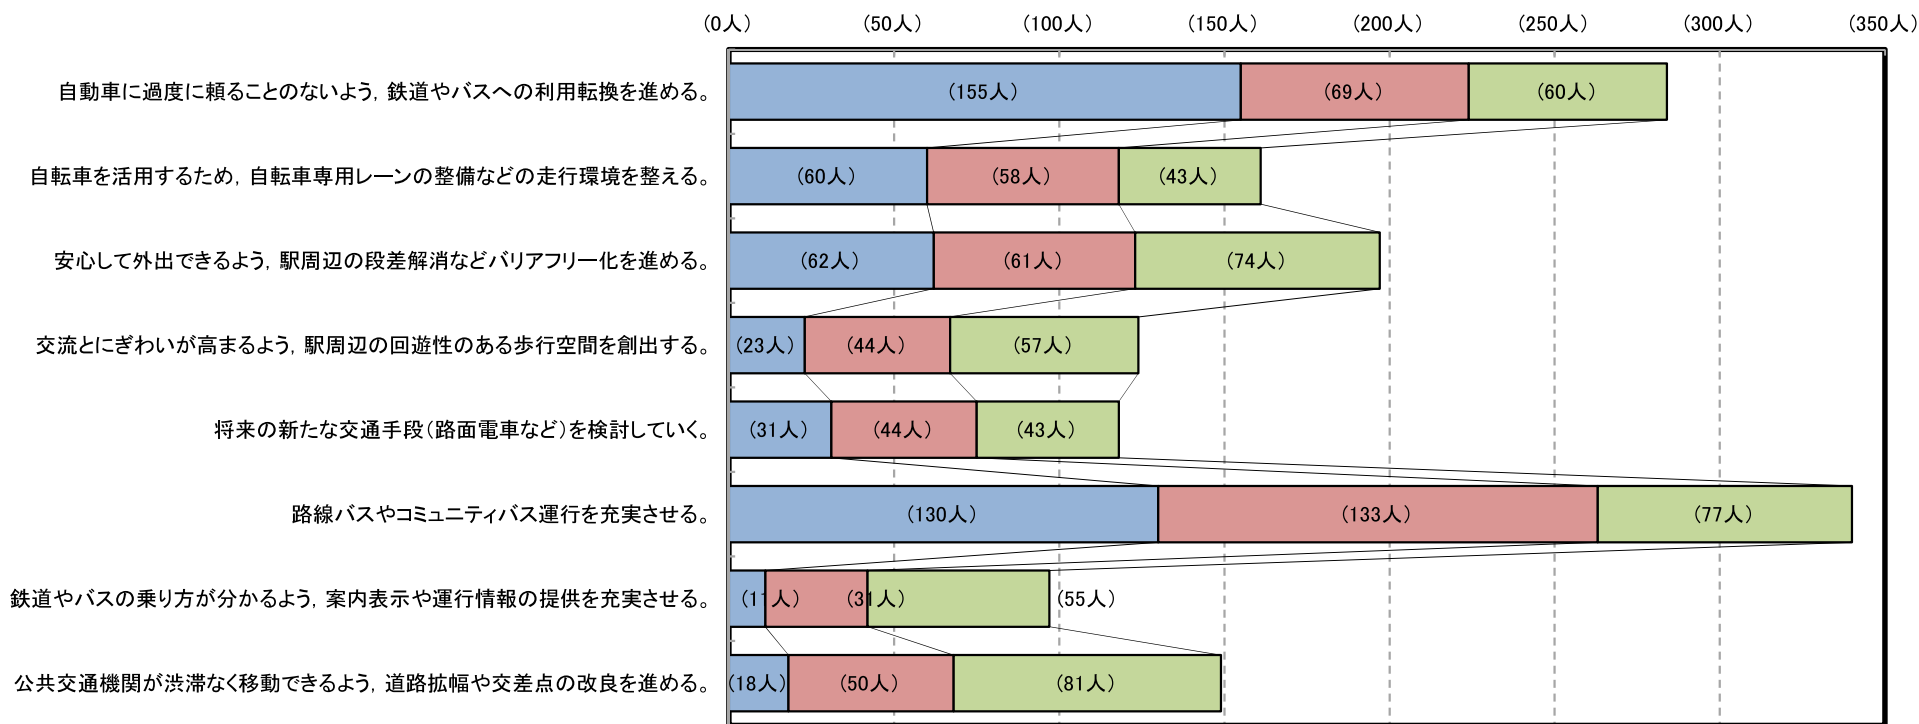 （0人） （50人） （100人） （150人） （200人） （250人） （300人） （350人）
自動車に過度に頼ることのないよう，鉄道やバスへの利用転換を進める。 （155人） （69人） （60人）
自転車を活用するため，自転車専用レーンの整備などの走行環境を整える。 （60人） （58人） （43人）
安心して外出できるよう，駅周辺の段差解消などバリアフリー化を進める。 （62人） （61人） （74人）
交流とにぎわいが高まるよう，駅周辺の回遊性のある歩行空間を創出する。 （23人） （44人） （57人）
将来の新たな交通手段（路面電車など）を検討していく。 （31人） （44人） （43人）
路線バスやコミュニティバス運行を充実させる。 （130人） （133人） （77人）
鉄道やバスの乗り方が分かるよう，案内表示や運行情報の提供を充実させる。 （11人） （31人） （55人）
公共交通機関が渋滞なく移動できるよう，道路拡幅や交差点の改良を進める。 （18人） （50人） （81人）